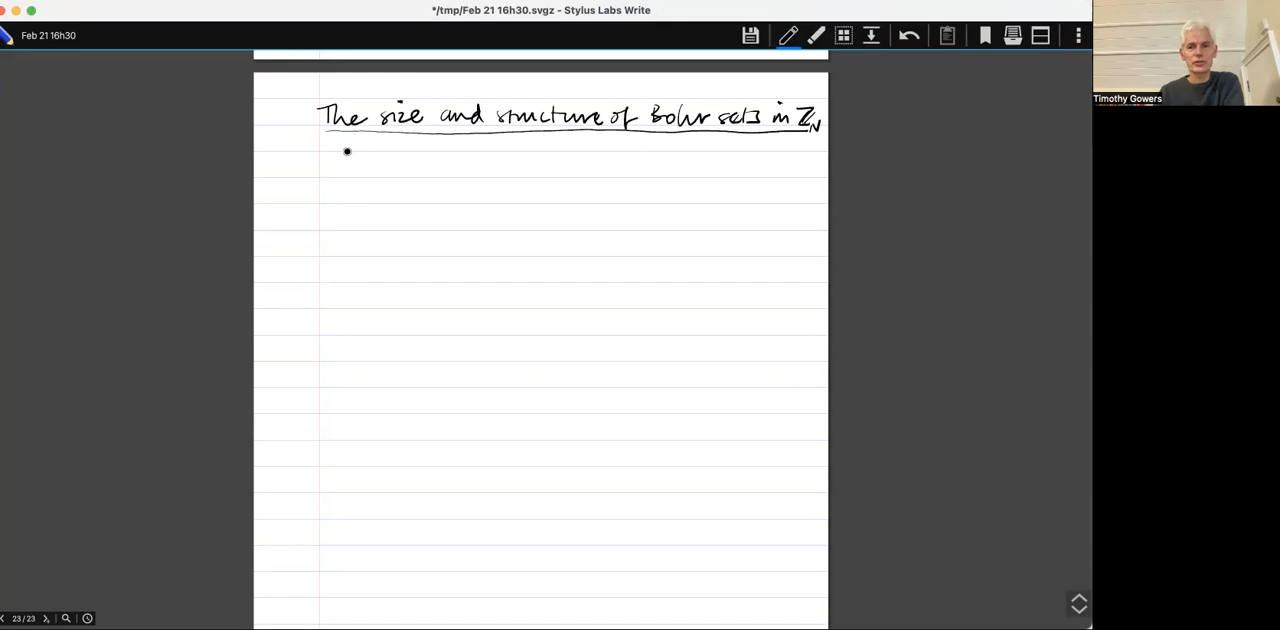 */tmp/Feb 21 16h30.svgz - Stylus Labs Write
Feb 21 16h30
Timothy Gowers
The size and structure of Bohr sets in ℤ_N
23 / 23